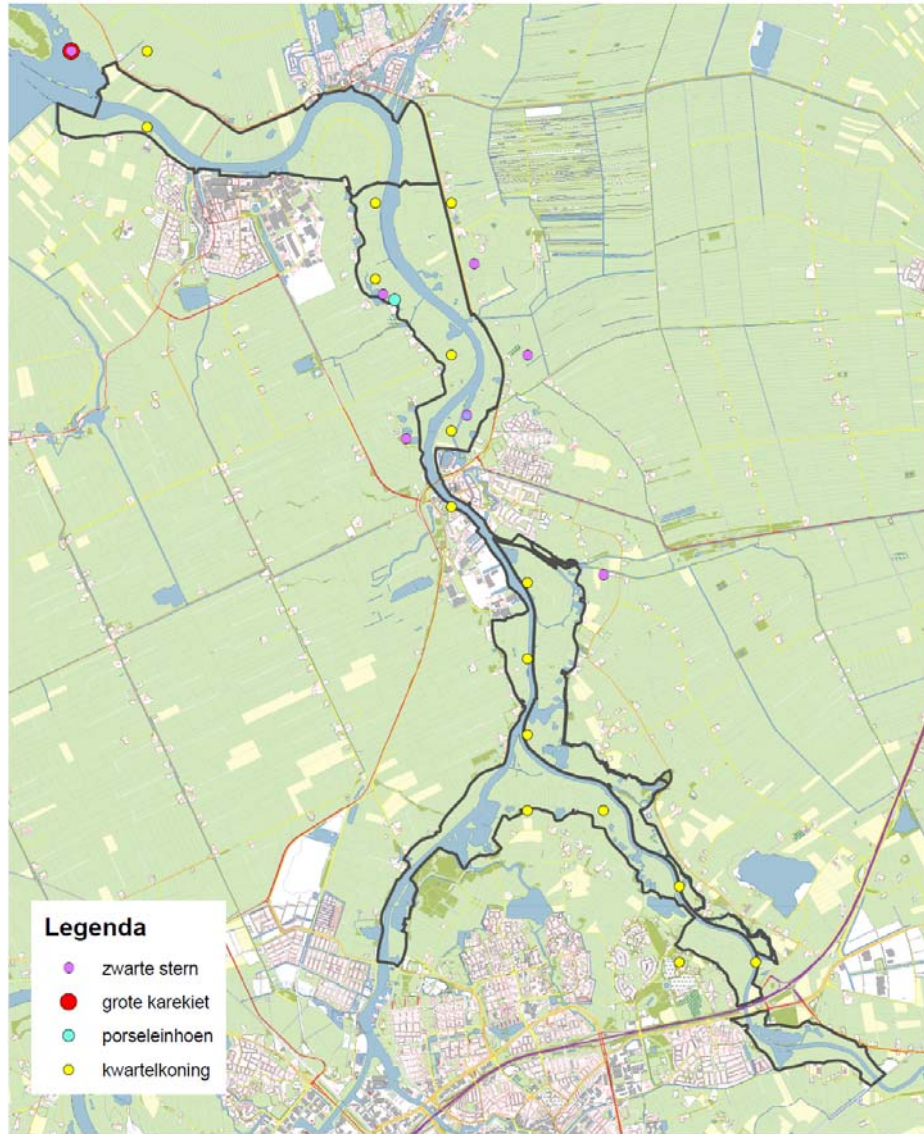 Legenda
zwarte stern
grote karekiet
porseleinhoen
kwartelkoning